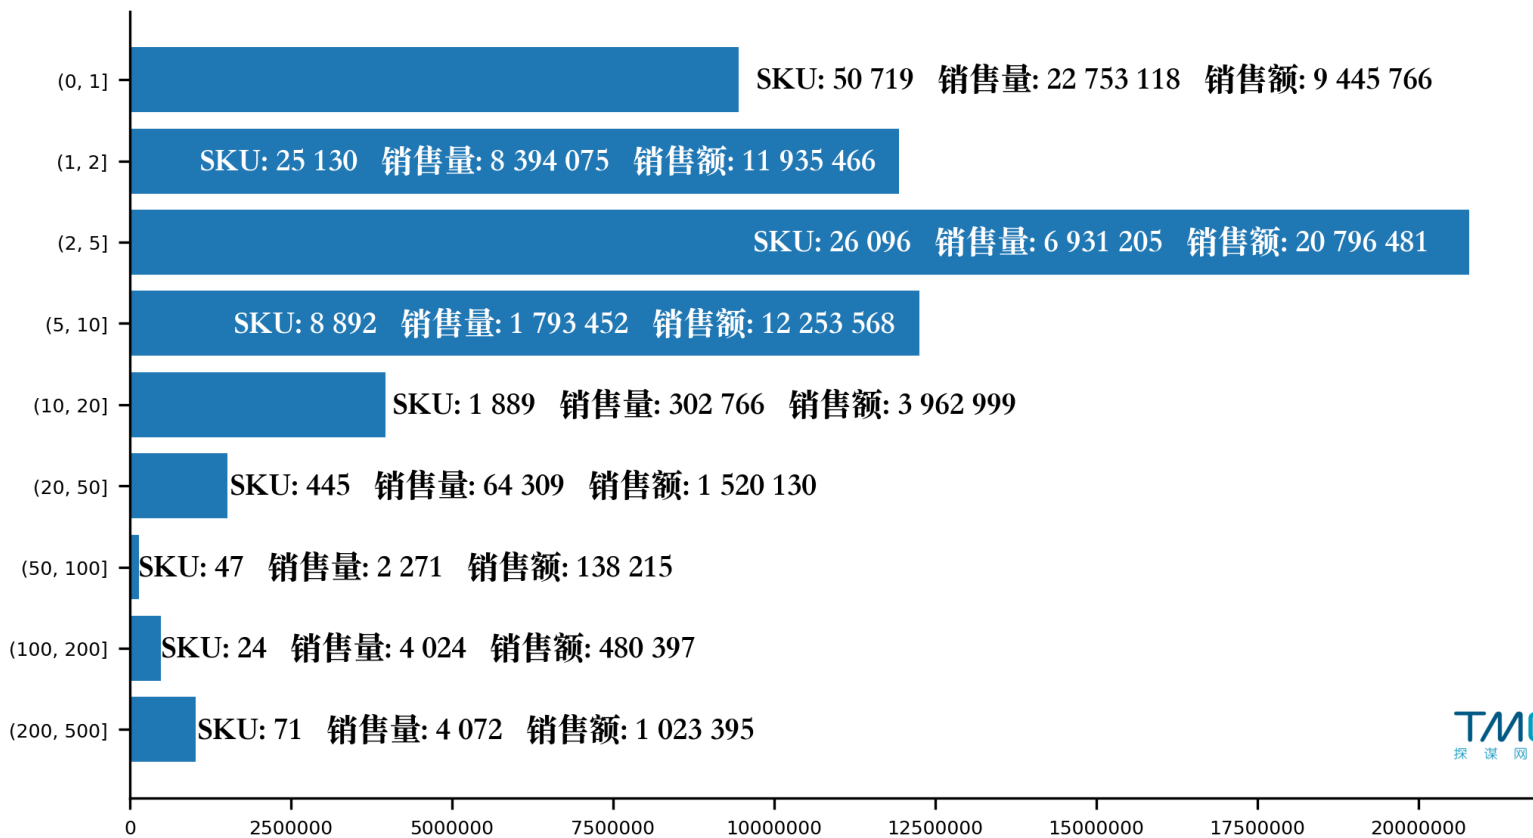 (0, 1] SKU: 50 719 销售量: 22 753 118 销售额: 9 445 766
(1, 2] SKU: 25 130 销售量: 8 394 075 销售额: 11 935 466
(2, 5] SKU: 26 096 销售量: 6 931 205 销售额: 20 796 481
(5, 10] SKU: 8 892 销售量: 1 793 452 销售额: 12 253 568
(10, 20] SKU: 1 889 销售量: 302 766 销售额: 3 962 999
(20, 50] SKU: 445 销售量: 64 309 销售额: 1 520 130
(50, 100] SKU: 47 销售量: 2 271 销售额: 138 215
(100, 200] SKU: 24 销售量: 4 024 销售额: 480 397
(200, 500] SKU: 71 销售量: 4 072 销售额: 1 023 395
TM
探谋网
0 2500000 5000000 7500000 10000000 12500000 15000000 17500000 20000000